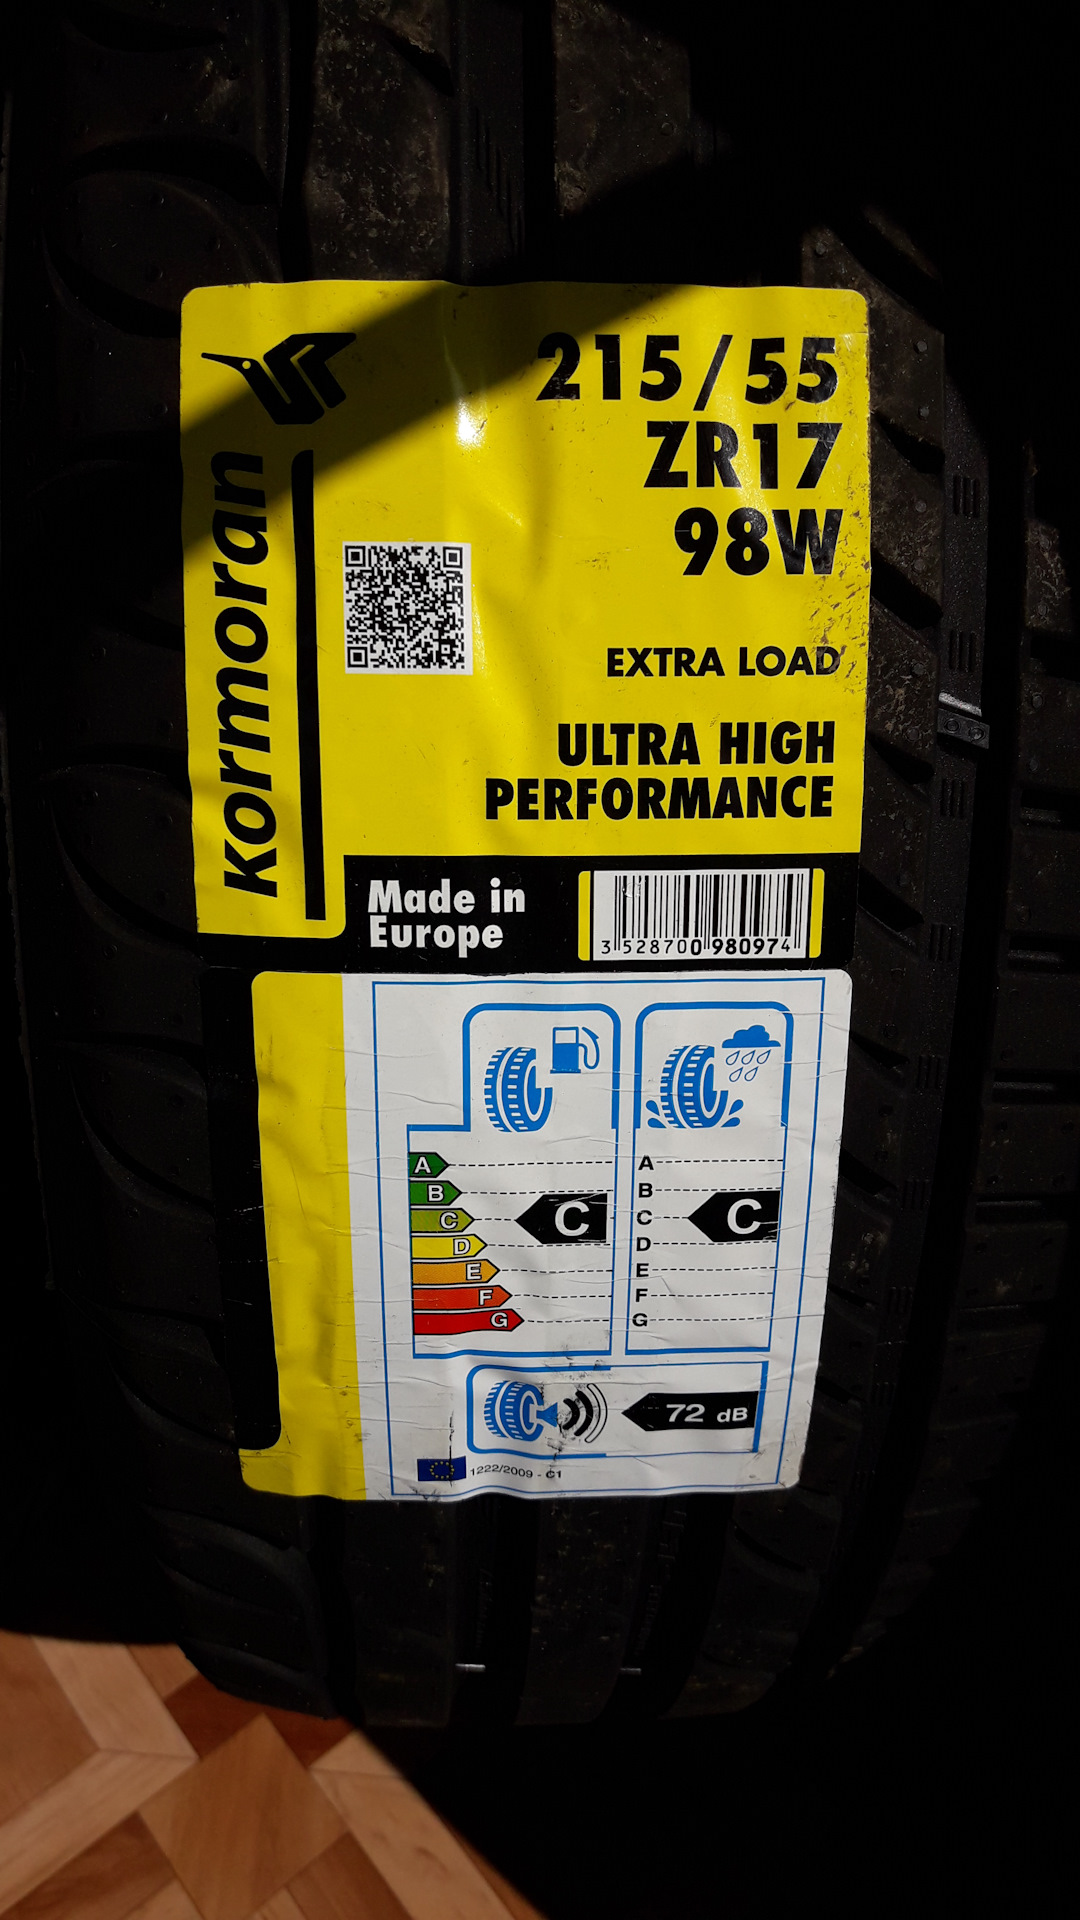 kormoran
215/55
ZR17
98W
EXTRA LOAD
ULTRA HIGH
PERFORMANCE
Made in
Europe
3 528700 980974
A
B
C
D
E
F
G
C
A
B
C
D
E
F
G
C
72 dB
1222/2009 - C1